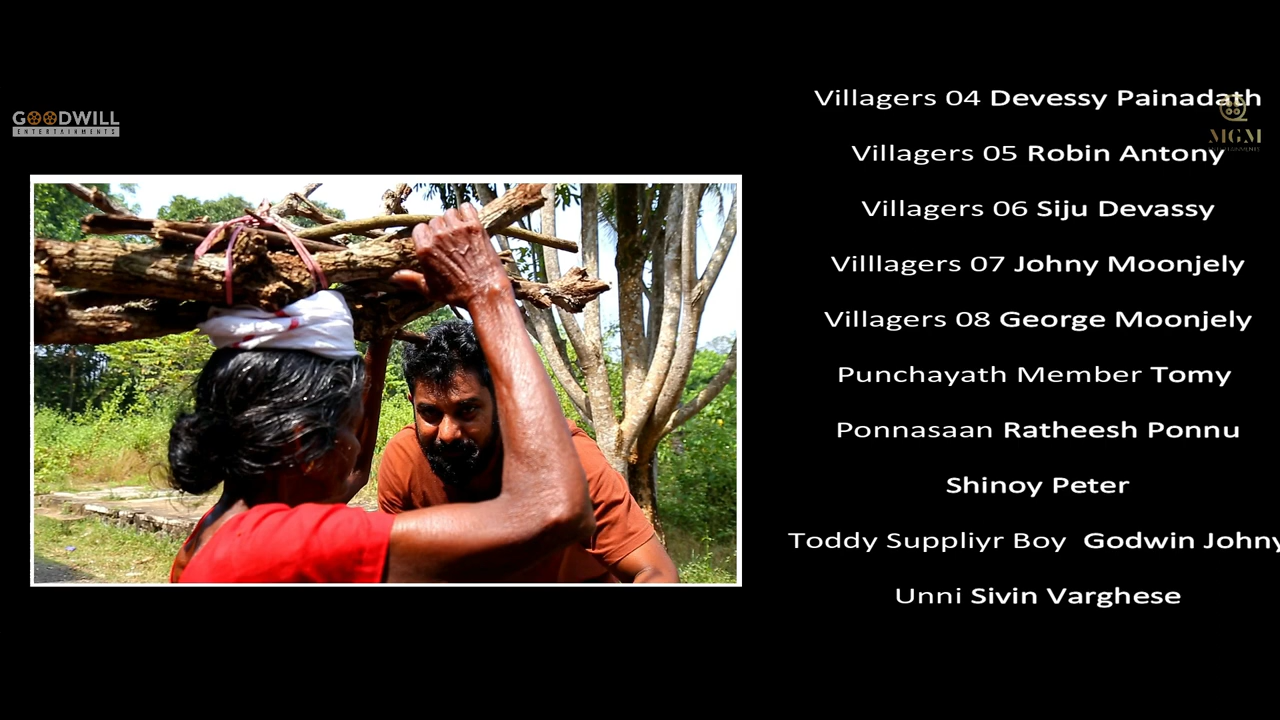 GOODWILL
ENTERTAINMENTS
MGM
Villagers 04 Devessy Painadath
Villagers 05 Robin Antony
Villagers 06 Siju Devassy
Villlagers 07 Johny Moonjely
Villagers 08 George Moonjely
Punchayath Member Tomy
Ponnasaan Ratheesh Ponnu
Shinoy Peter
Toddy Suppliyr Boy Godwin Johny
Unni Sivin Varghese